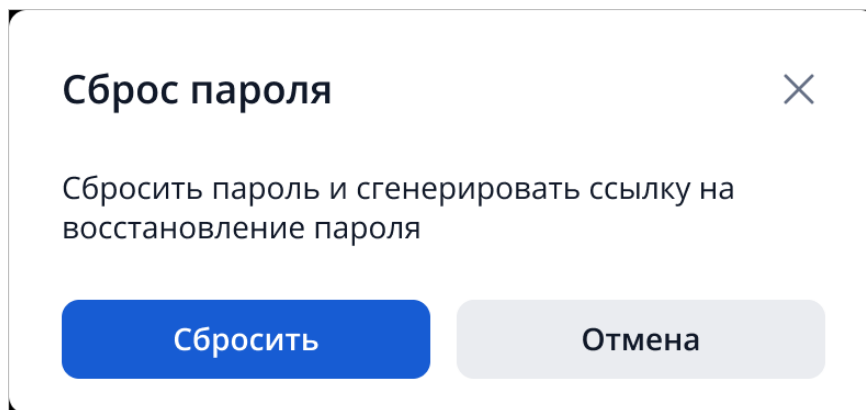 Сброс пароля
Сбросить пароль и сгенерировать ссылку на
восстановление пароля
Сбросить
Отмена